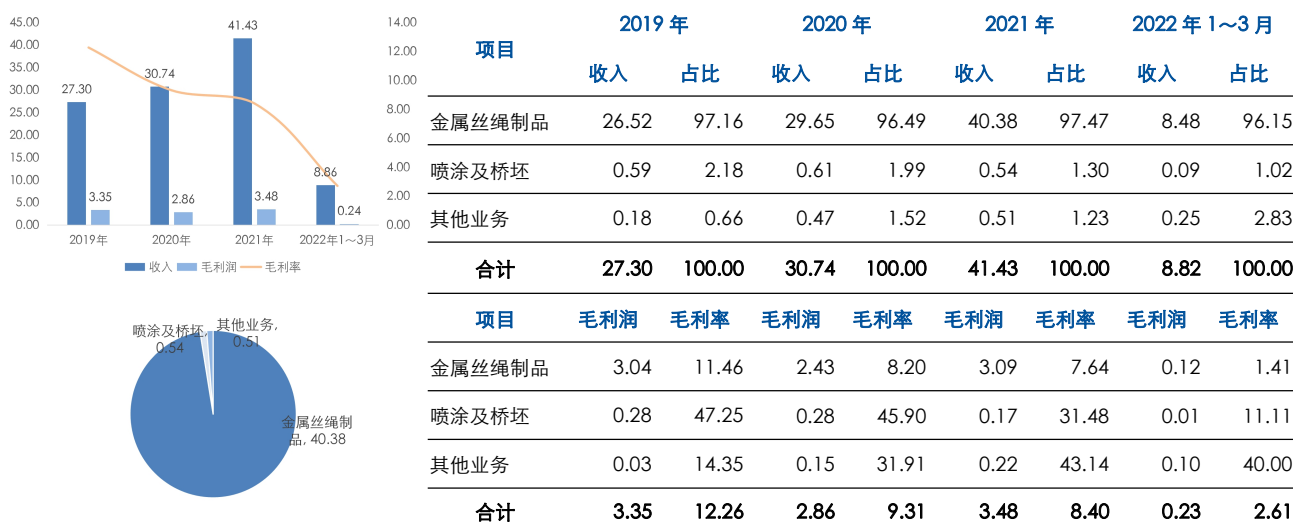 45.00
40.00
35.00
30.00
25.00
20.00
15.00
10.00
5.00
0.00
14.00
12.00
10.00
8.00
6.00
4.00
2.00
0.00
27.30
30.74
41.43
8.86
3.35
2.86
3.48
0.24
2019年 2020年 2021年 2022年1～3月
收入 毛利润 毛利率
喷涂及桥坯,
0.54
其他业务,
0.51
金属丝绳制
品, 40.38
项目 2019 年 2020 年 2021 年 2022 年 1～3 月
收入 占比 收入 占比 收入 占比 收入 占比
金属丝绳制品 26.52 97.16 29.65 96.49 40.38 97.47 8.48 96.15
喷涂及桥坯 0.59 2.18 0.61 1.99 0.54 1.30 0.09 1.02
其他业务 0.18 0.66 0.47 1.52 0.51 1.23 0.25 2.83
合计 27.30 100.00 30.74 100.00 41.43 100.00 8.82 100.00
项目 毛利润 毛利率 毛利润 毛利率 毛利润 毛利率 毛利润 毛利率
金属丝绳制品 3.04 11.46 2.43 8.20 3.09 7.64 0.12 1.41
喷涂及桥坯 0.28 47.25 0.28 45.90 0.17 31.48 0.01 11.11
其他业务 0.03 14.35 0.15 31.91 0.22 43.14 0.10 40.00
合计 3.35 12.26 2.86 9.31 3.48 8.40 0.23 2.61